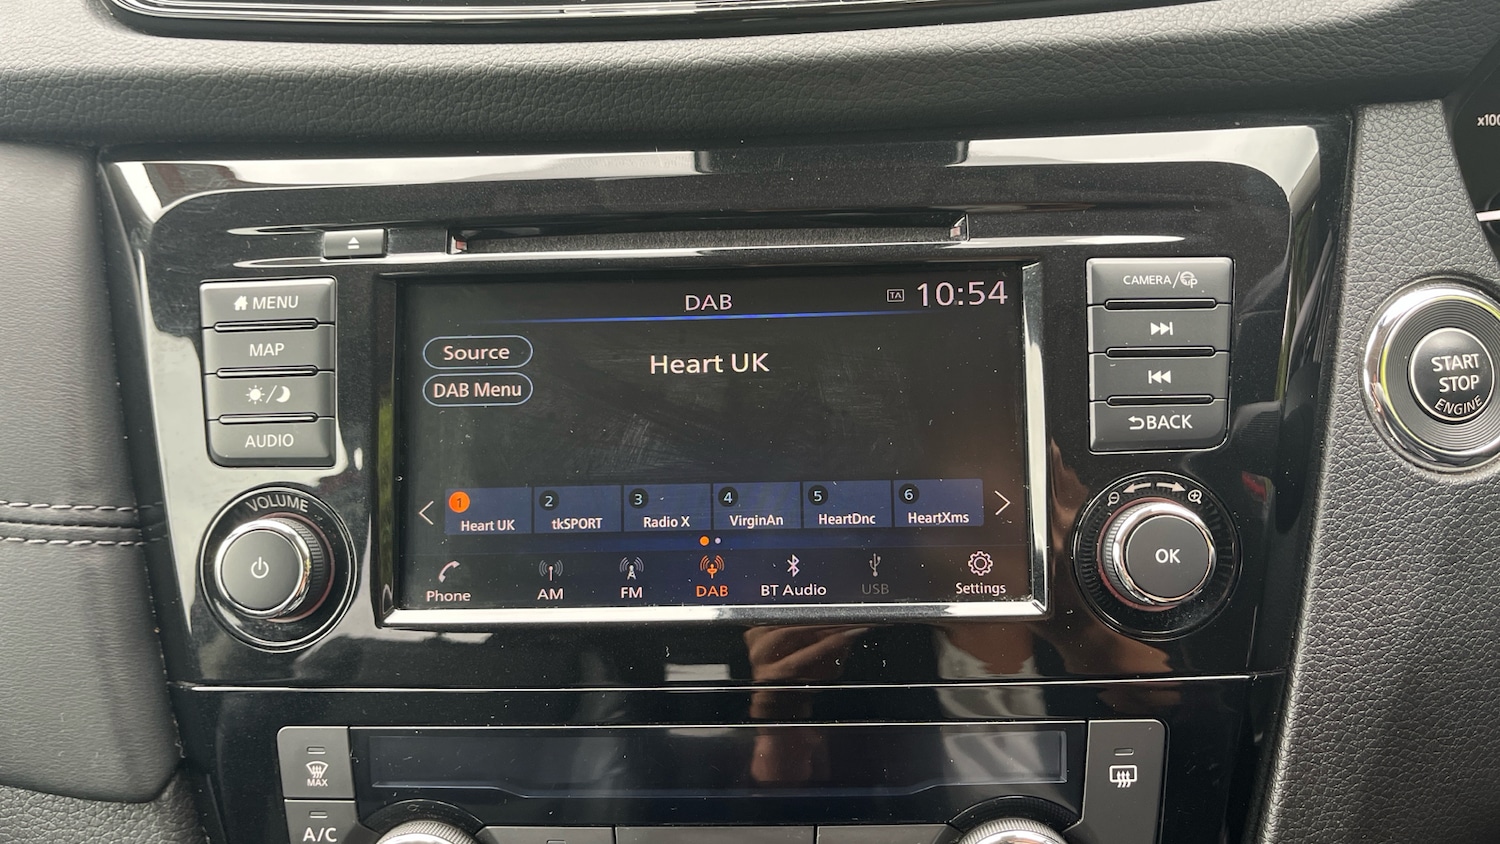 x100
DAB
TA
10:54
MENU
MAP
AUDIO
VOLUME
Source
DAB Menu
Heart UK
1
Heart UK
2
tkSPORT
3
Radio X
4
VirginAn
5
HeartDnc
6
HeartXms
Phone
AM
FM
DAB
BT Audio
USB
Settings
CAMERA/
BACK
OK
START
STOP
ENGINE
MAX
A/C